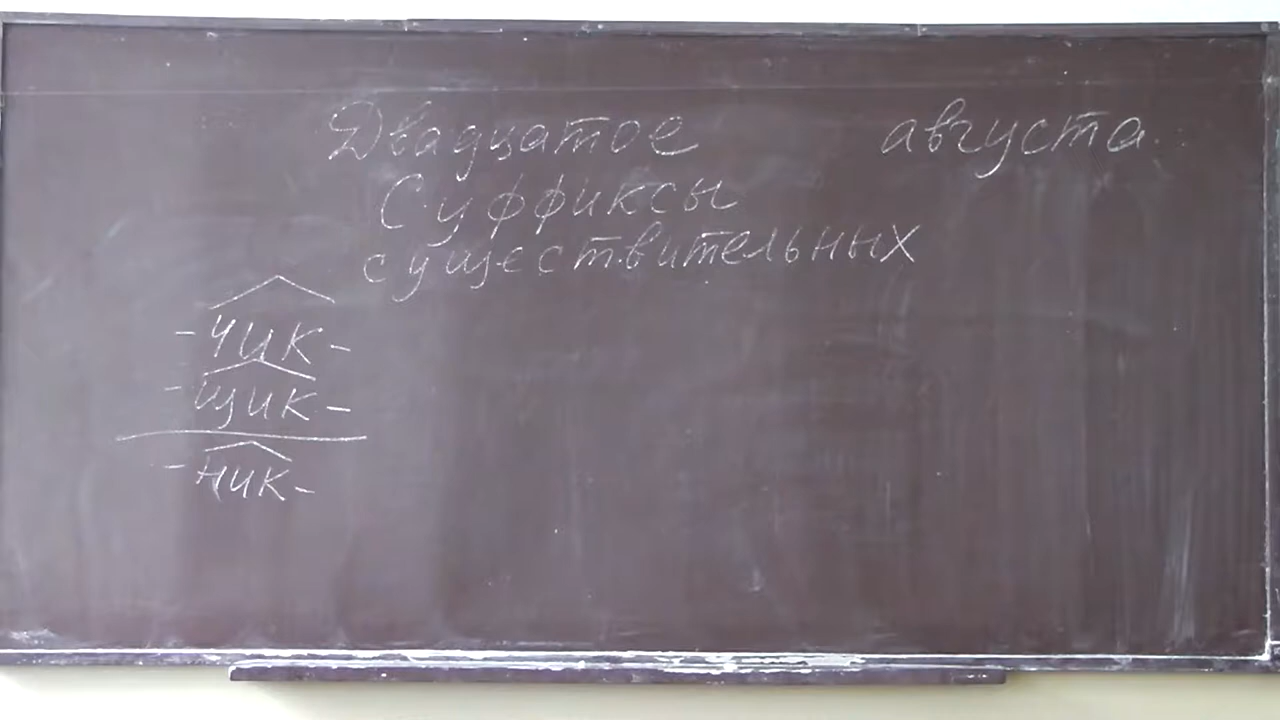 Двадцатое августа.
Суффиксы
существительных
-чик-
-щик-
-ник-